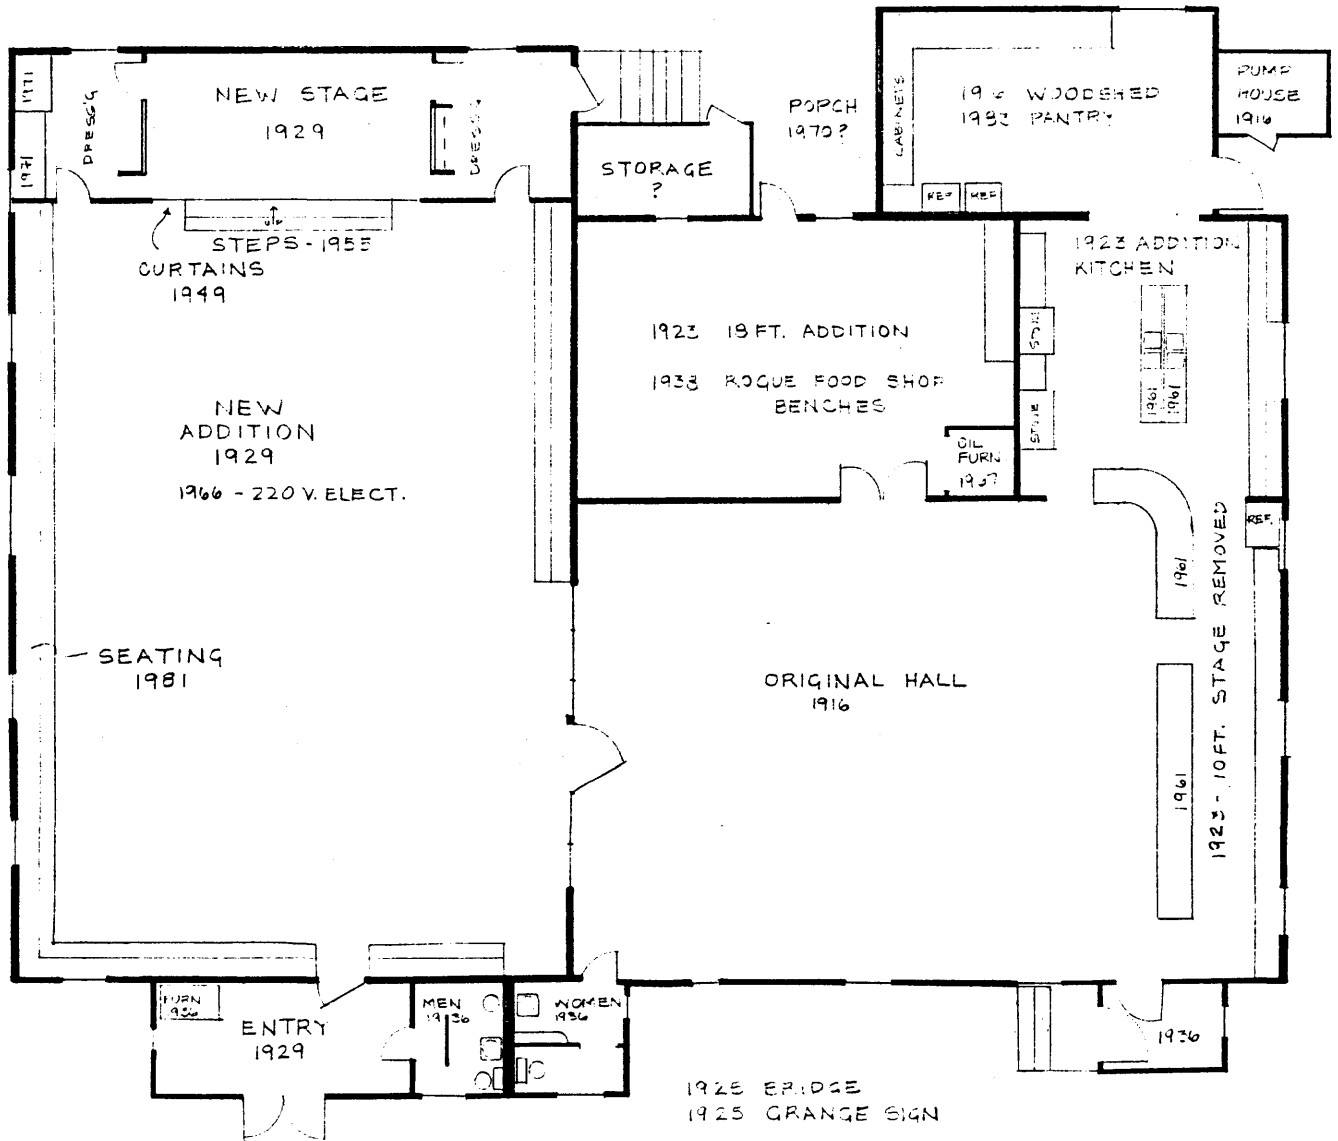 1971
1971
DRESS'G
NEW STAGE
1929
DRESS'G
STORAGE
?
PORCH
1970?
CABINETS
1916 WOODSHED
1983 PANTRY
REF
REF
PUMP
HOUSE
1916
STEPS - 1955
UP
CURTAINS
1949
1923 ADDITION
KITCHEN
STOVE
STOVE
1961
1961
1923 18 FT. ADDITION
1938 ROGUE FOOD SHOP
BENCHES
OIL
FURN
NEW
ADDITION
1929
1966 - 220 V. ELECT.
REF.
1961
1923 - 10 FT. STAGE REMOVED
SEATING
1981
ORIGINAL HALL
1916
1961
FURN
1936
ENTRY
1929
MEN
1936
WOMEN
1936
1936
BRIDGE
1925 GRANGE SIGN